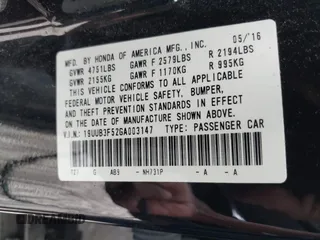 MFD. BY HONDA OF AMERICA MFG., INC. 05/16
GVWR 4751LBS GAWR F 2579LBS R 2194LBS
GVWR 2155KG GAWR F 1170KG R 995KG
THIS VEHICLE CONFORMS TO ALL APPLICABLE
FEDERAL MOTOR VEHICLE SAFETY, BUMPER,
AND THEFT PREVENTION STANDARDS IN EFFECT ON THE
DATE OF MANUFACTURE SHOWN ABOVE.
V.I.N.: 19UUB3F52GA003147 TYPE: PASSENGER CAR
NH731P - A - A